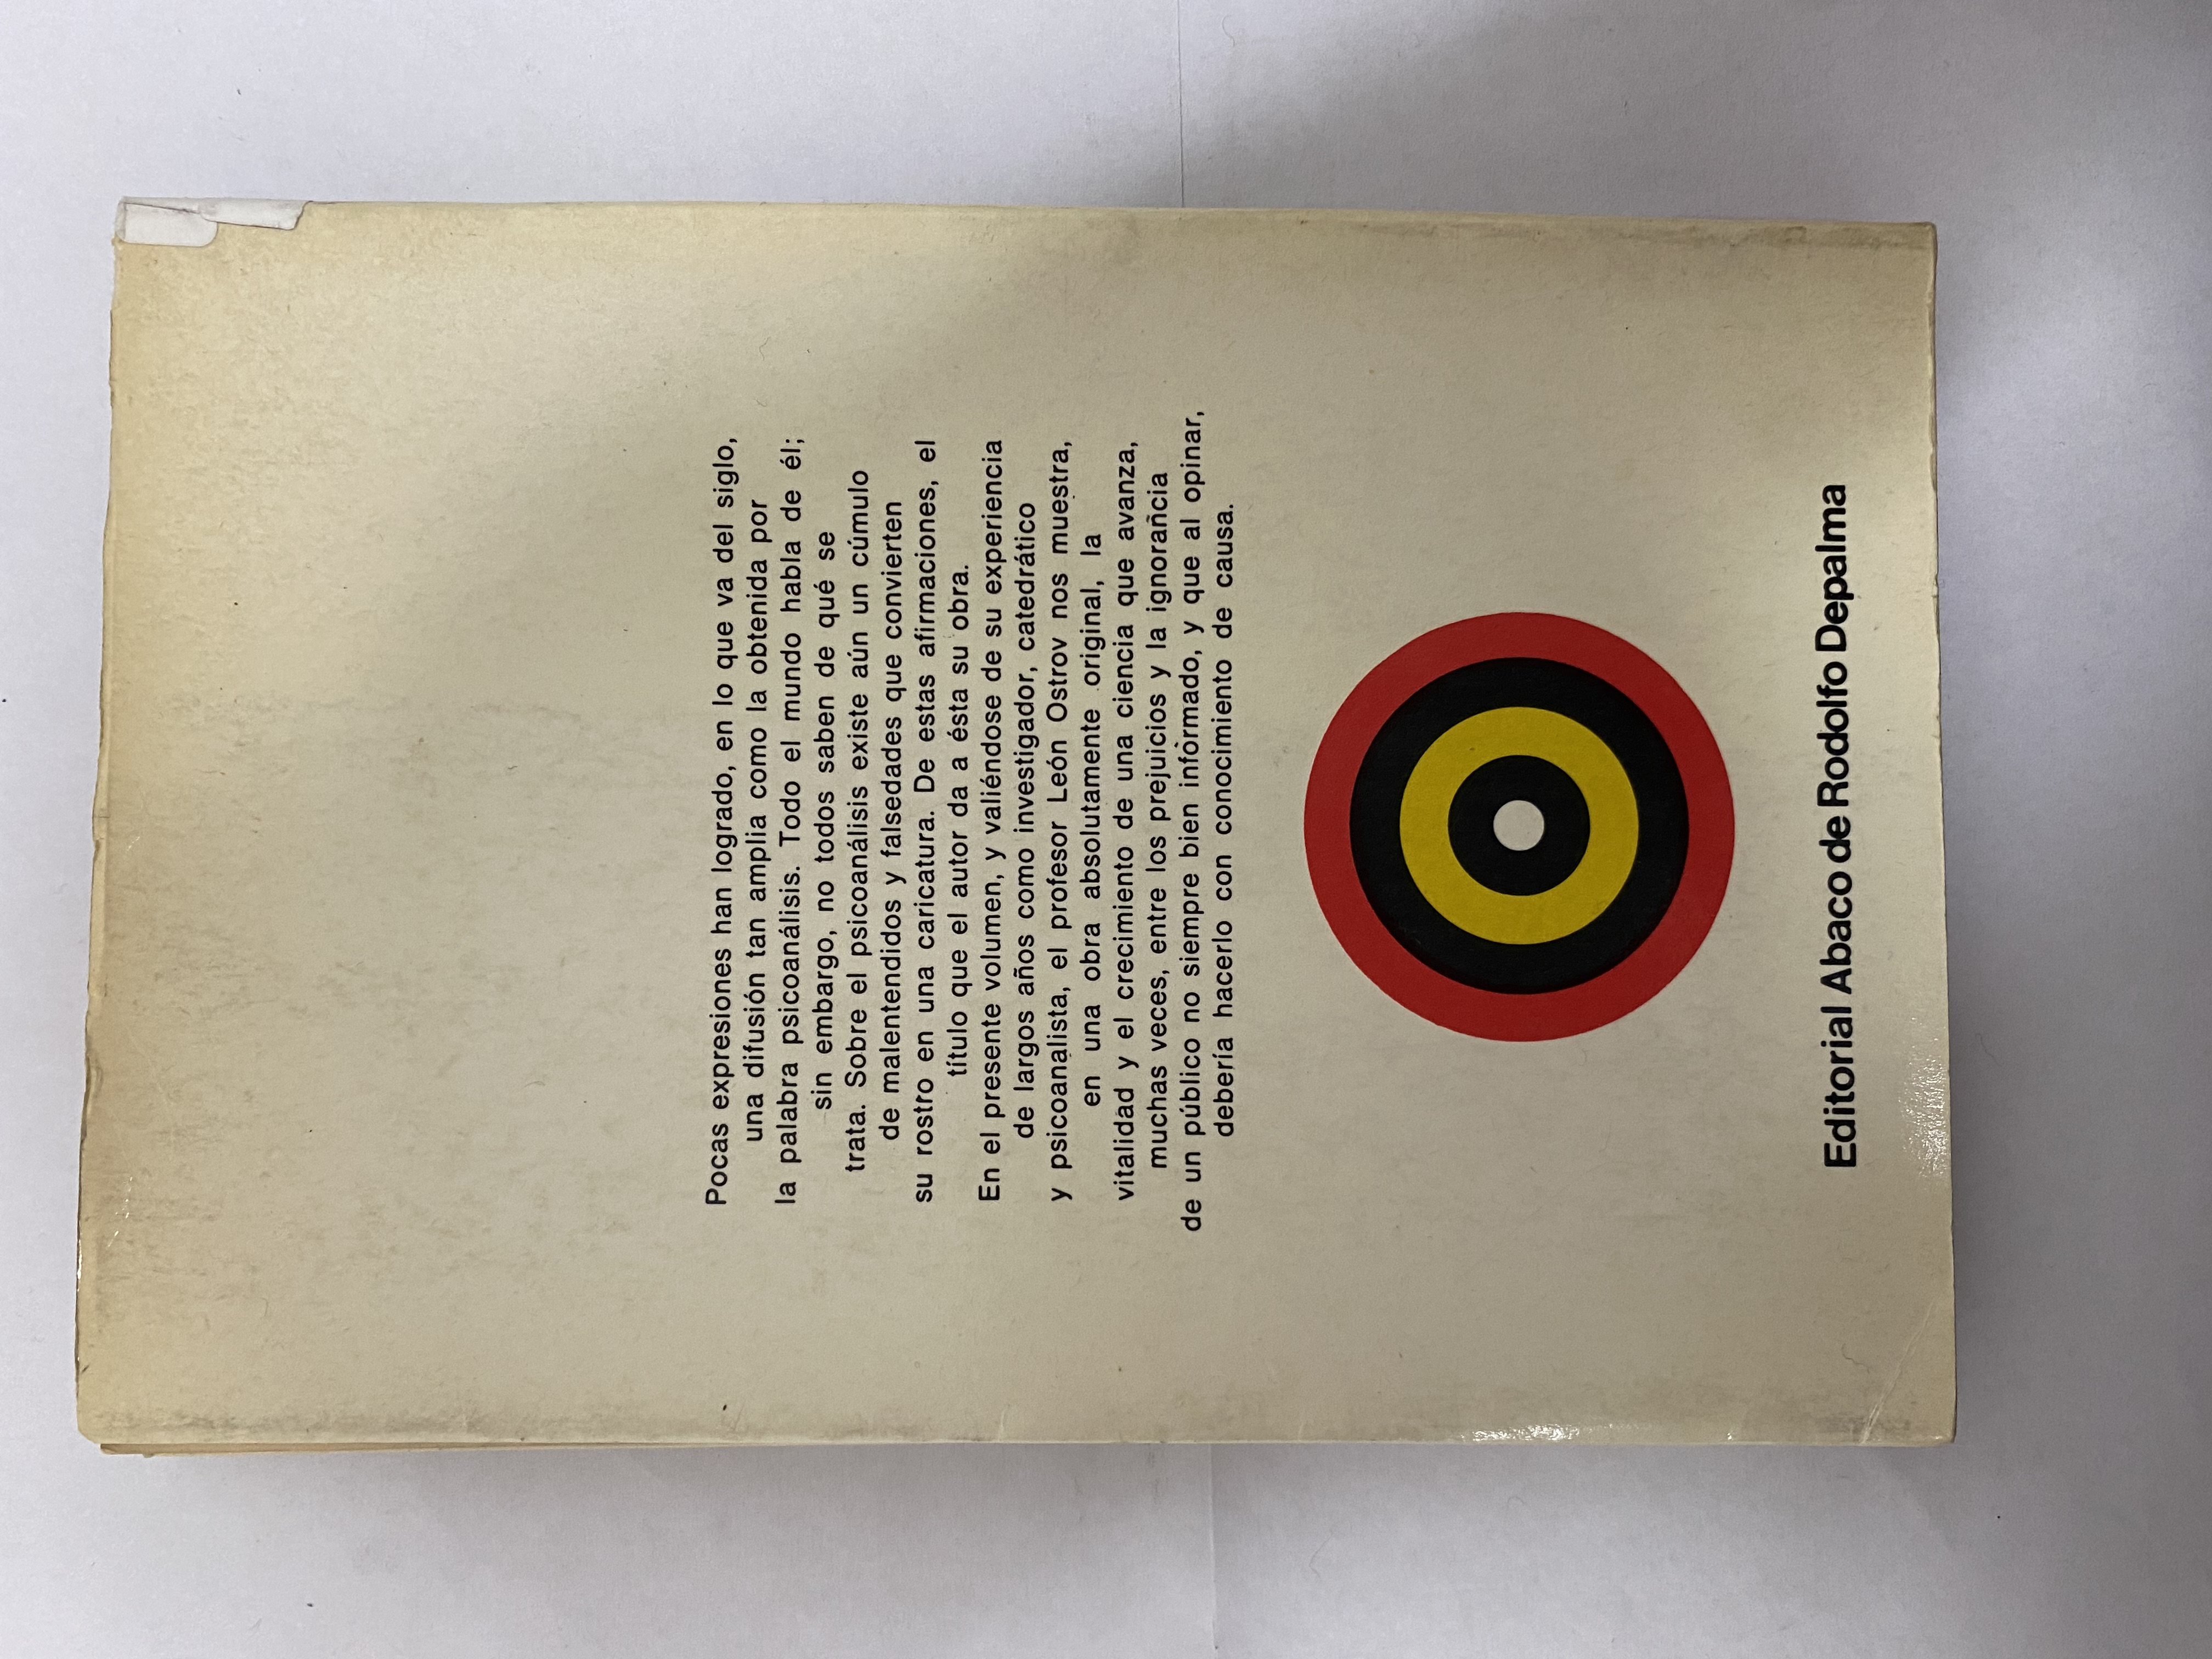 Pocas expresiones han logrado, en lo que va del siglo,
una difusión tan amplia como la obtenida por
la palabra psicoanálisis. Todo el mundo habla de él;
sin embargo, no todos saben de qué se
trata. Sobre el psicoanálisis existe aún un cúmulo
de malentendidos y falsedades que convierten
su rostro en una caricatura. De estas afirmaciones, el
título que el autor da a ésta su obra.
En el presente volumen, y valiéndose de su experiencia
de largos años como investigador, catedrático
y psicoanalista, el profesor León Ostrov nos muestra,
en una obra absolutamente original, la
vitalidad y el crecimiento de una ciencia que avanza,
muchas veces, entre los prejuicios y la ignorancia
de un público no siempre bien informado, y que al opinar,
debería hacerlo con conocimiento de causa.
Editorial Abaco de Rodolfo Depalma